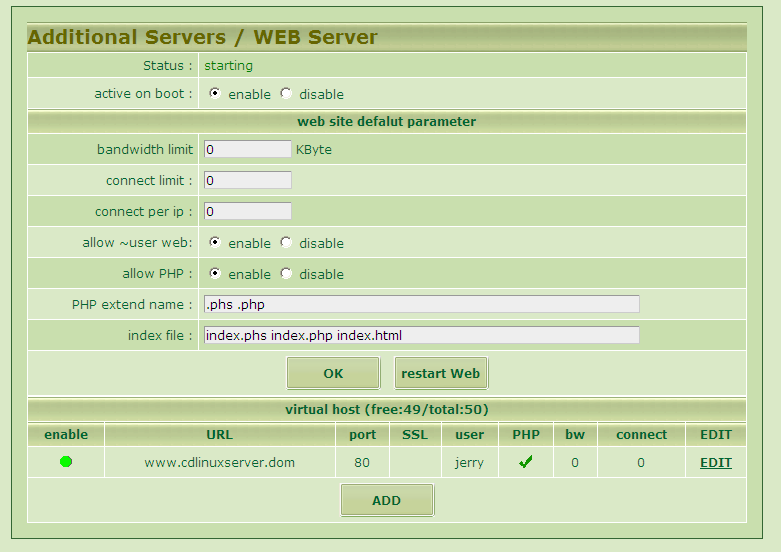 Additional Servers / WEB Server
Status : starting
active on boot : enable disable
web site defalut parameter
bandwidth limit 0 KByte
connect limit : 0
connect per ip : 0
allow ~user web: enable disable
allow PHP : enable disable
PHP extend name : .phs .php
index file : index.phs index.php index.html
OK restart Web
virtual host (free:49/total:50)
enable URL port SSL user PHP bw connect EDIT
www.cdlinuxserver.dom 80 jerry 0 0 EDIT
ADD